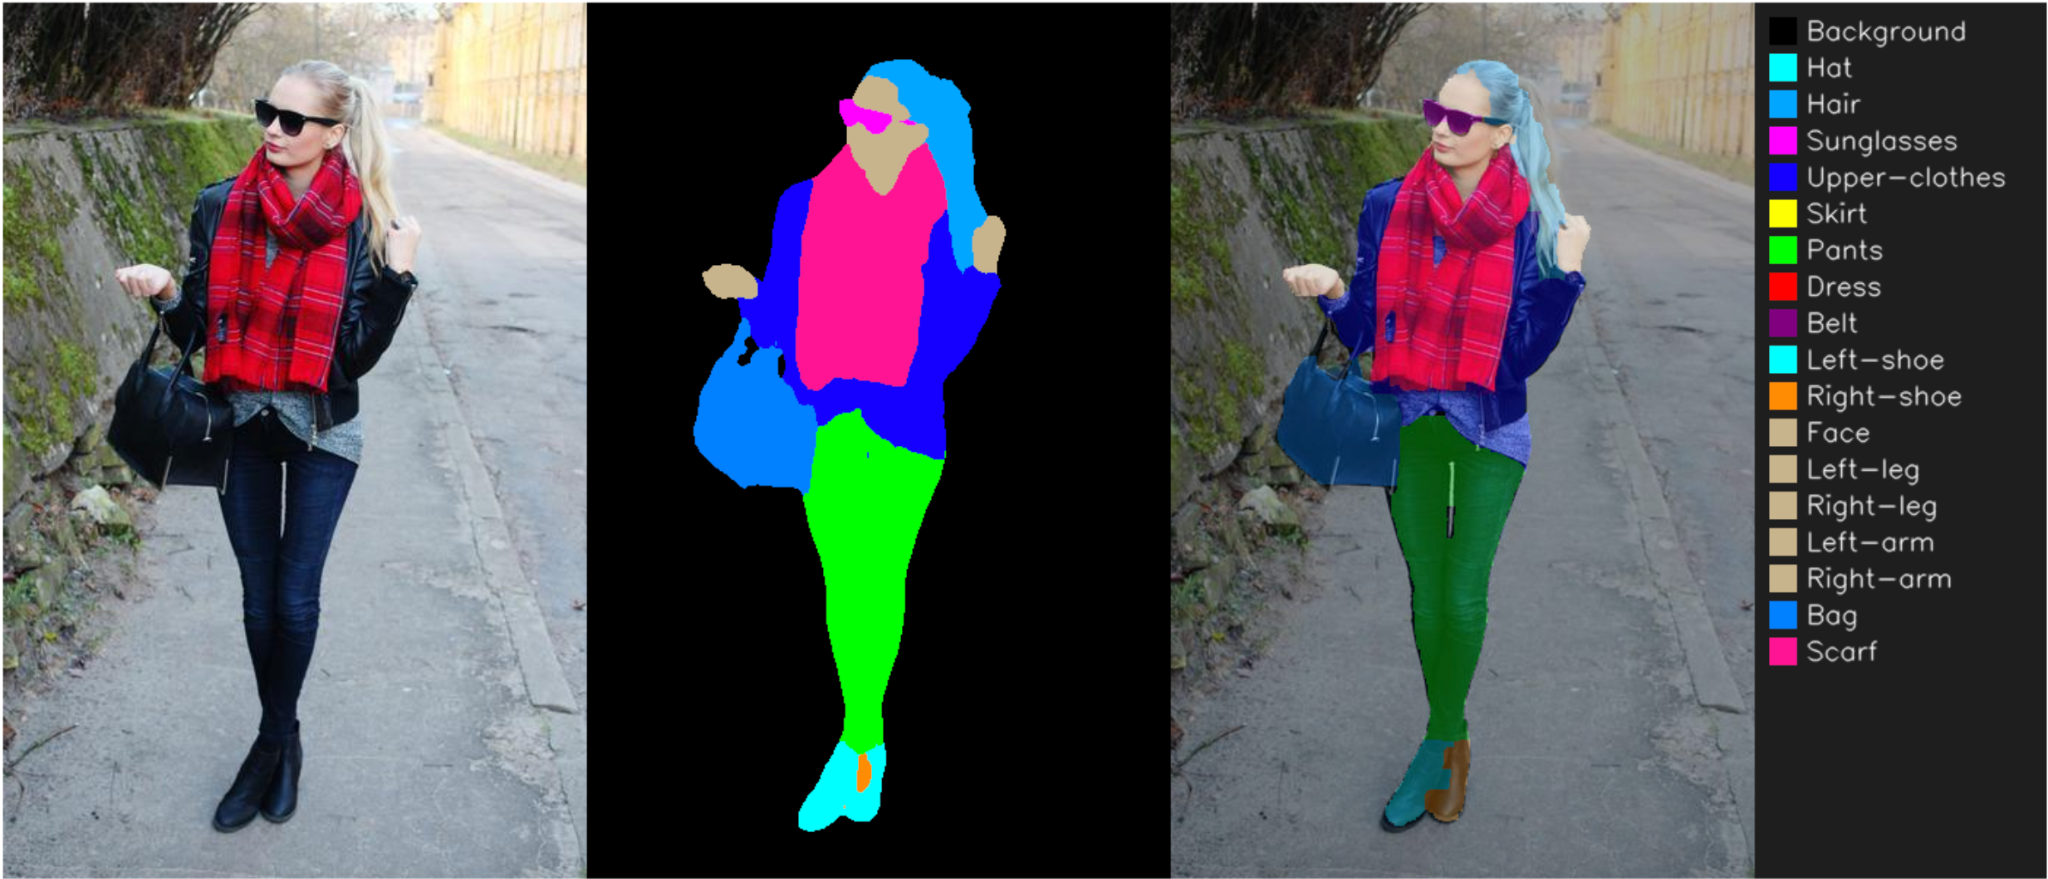 Background
Hat
Hair
Sunglasses
Upper-clothes
Skirt
Pants
Dress
Belt
Left-shoe
Right-shoe
Face
Left-leg
Right-leg
Left-arm
Right-arm
Bag
Scarf